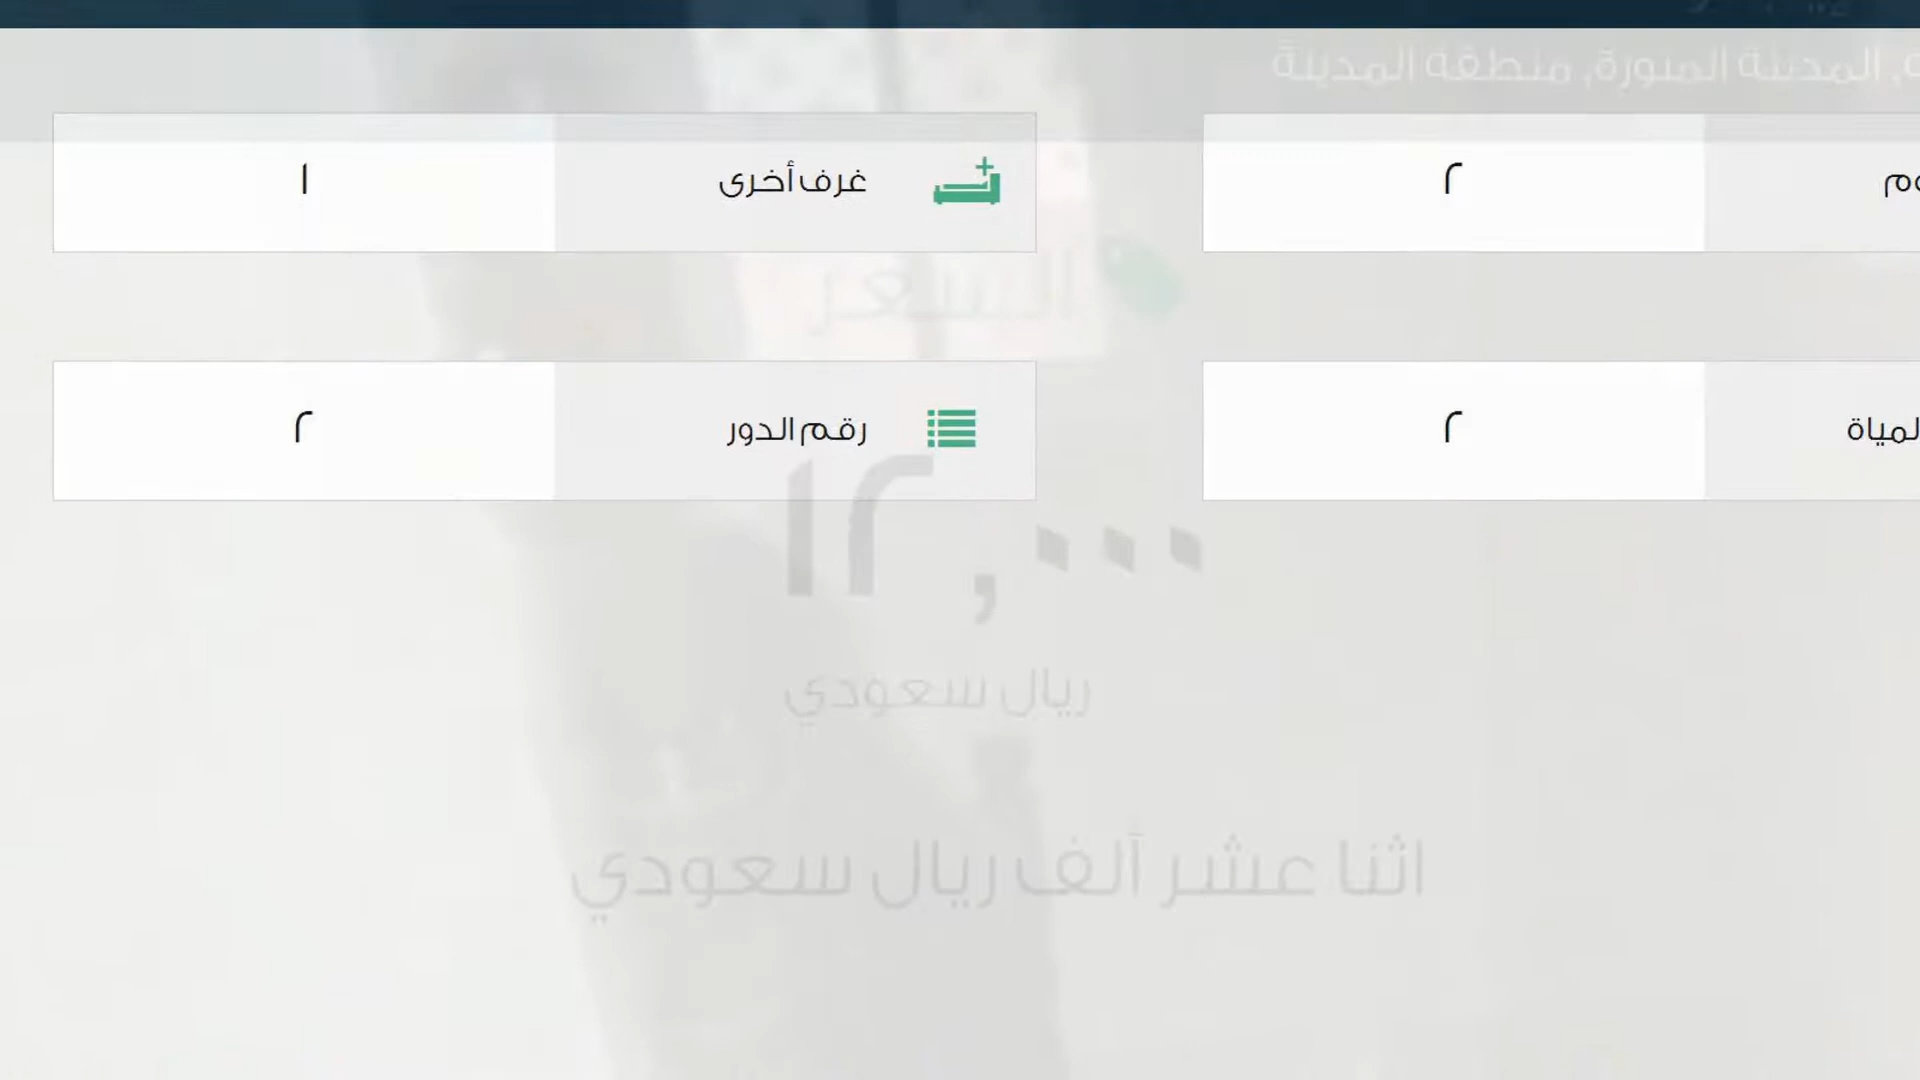 المدينة المنورة, منطقة المدينة
٢
غرف أخرى
١
السعر
٢
رقم الدور
٢
١٢,٠٠٠
ريال سعودي
اثنا عشر ألف ريال سعودي